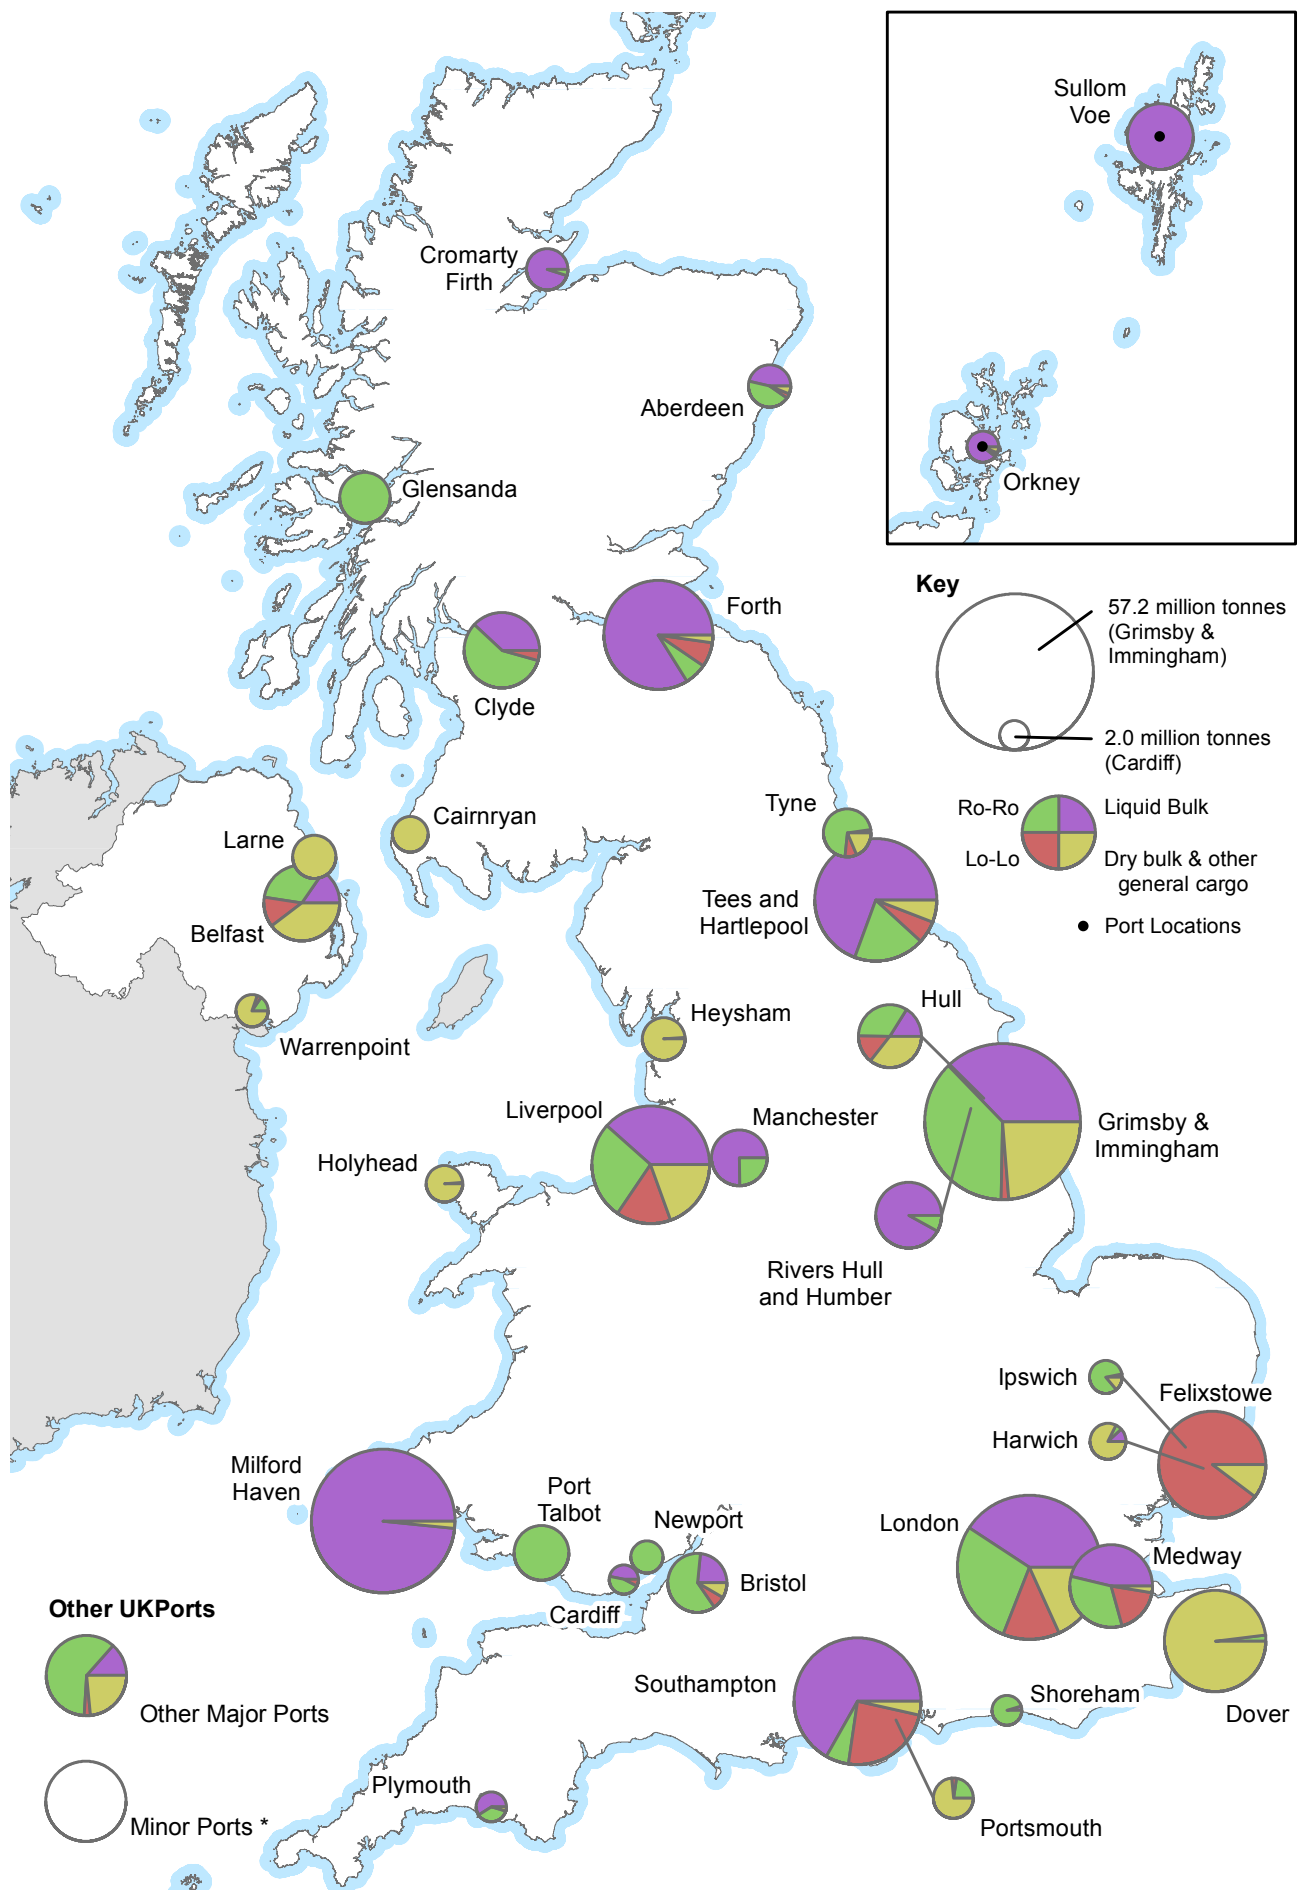 Sullom
Voe
Cromarty
Firth
Aberdeen
Glensanda
Orkney
Forth
Clyde
Key
57.2 million tonnes
(Grimsby &
Immingham)
2.0 million tonnes
(Cardiff)
Ro-Ro
Liquid Bulk
Lo-Lo
Dry bulk & other
general cargo
Port Locations
Tyne
Cairnryan
Larne
Tees and
Hartlepool
Belfast
Hull
Heysham
Warrenpoint
Liverpool
Manchester
Grimsby &
Immingham
Holyhead
Rivers Hull
and Humber
Ipswich
Felixstowe
Harwich
Milford
Haven
Port
Talbot
Newport
London
Medway
Bristol
Cardiff
Other UKPorts
Other Major Ports
Minor Ports *
Southampton
Shoreham
Dover
Plymouth
Portsmouth